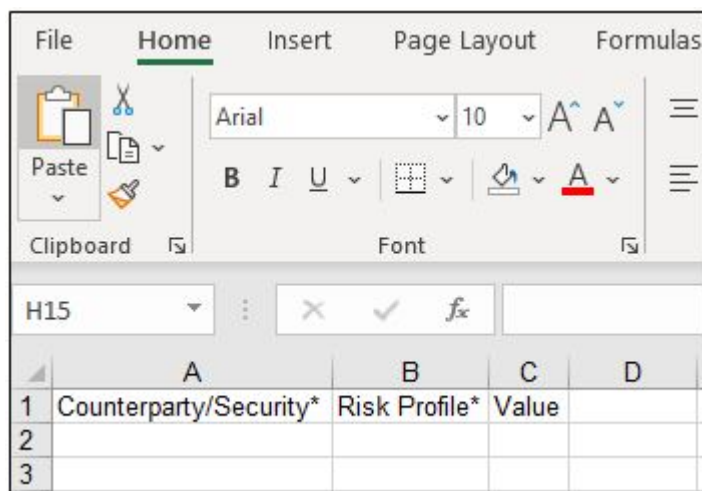 File Home Insert Page Layout Formulas
Arial 10 A A
Paste
B I U A
Clipboard Font
H15 fx
A B C D
1 Counterparty/Security* Risk Profile* Value
2
3